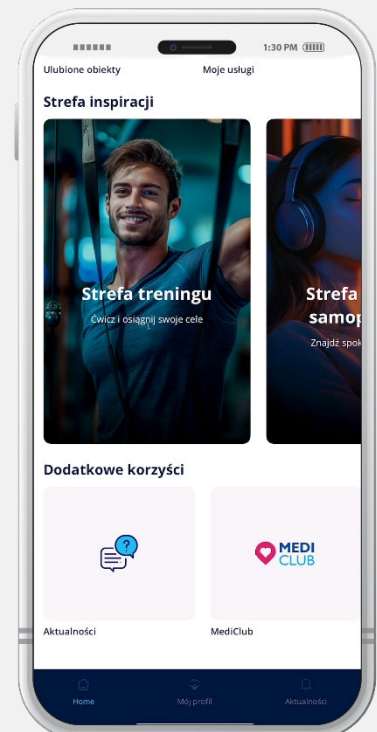 1:30 PM
Ulubione obiekty
Moje usługi
Strefa inspiracji
Strefa treningu
Ćwicz i osiągnij swoje cele
Strefa
samop
Znajdź spok
Dodatkowe korzyści
MEDI
CLUB
Aktualności
MediClub
Home
Mój profil
Aktualności